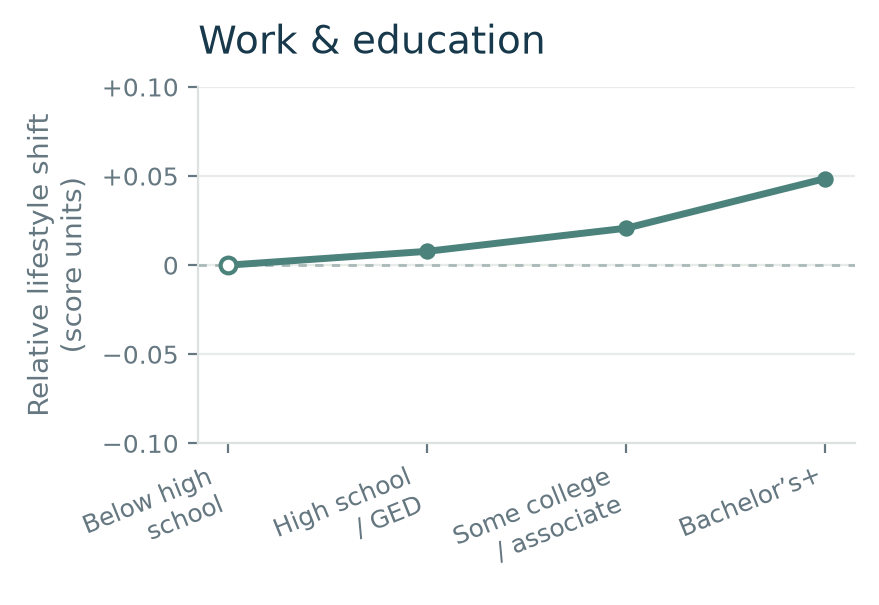 Work & education
Relative lifestyle shift
(score units)
+0.10
+0.05
0
−0.05
−0.10
Below high
school
High school
/ GED
Some college
/ associate
Bachelor’s+